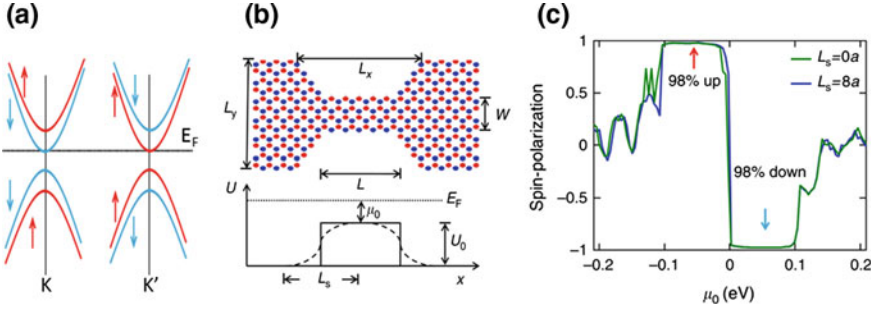 (a)
E_F
K
K'
(b)
L_x
L_y
W
L
U
E_F
μ_0
U_0
L_s
x
(c)
Spin-polarization
1
0.5
0
−0.5
−1
L_s=0a
L_s=8a
98% up
98% down
−0.2
−0.1
0
0.1
0.2
μ_0 (eV)